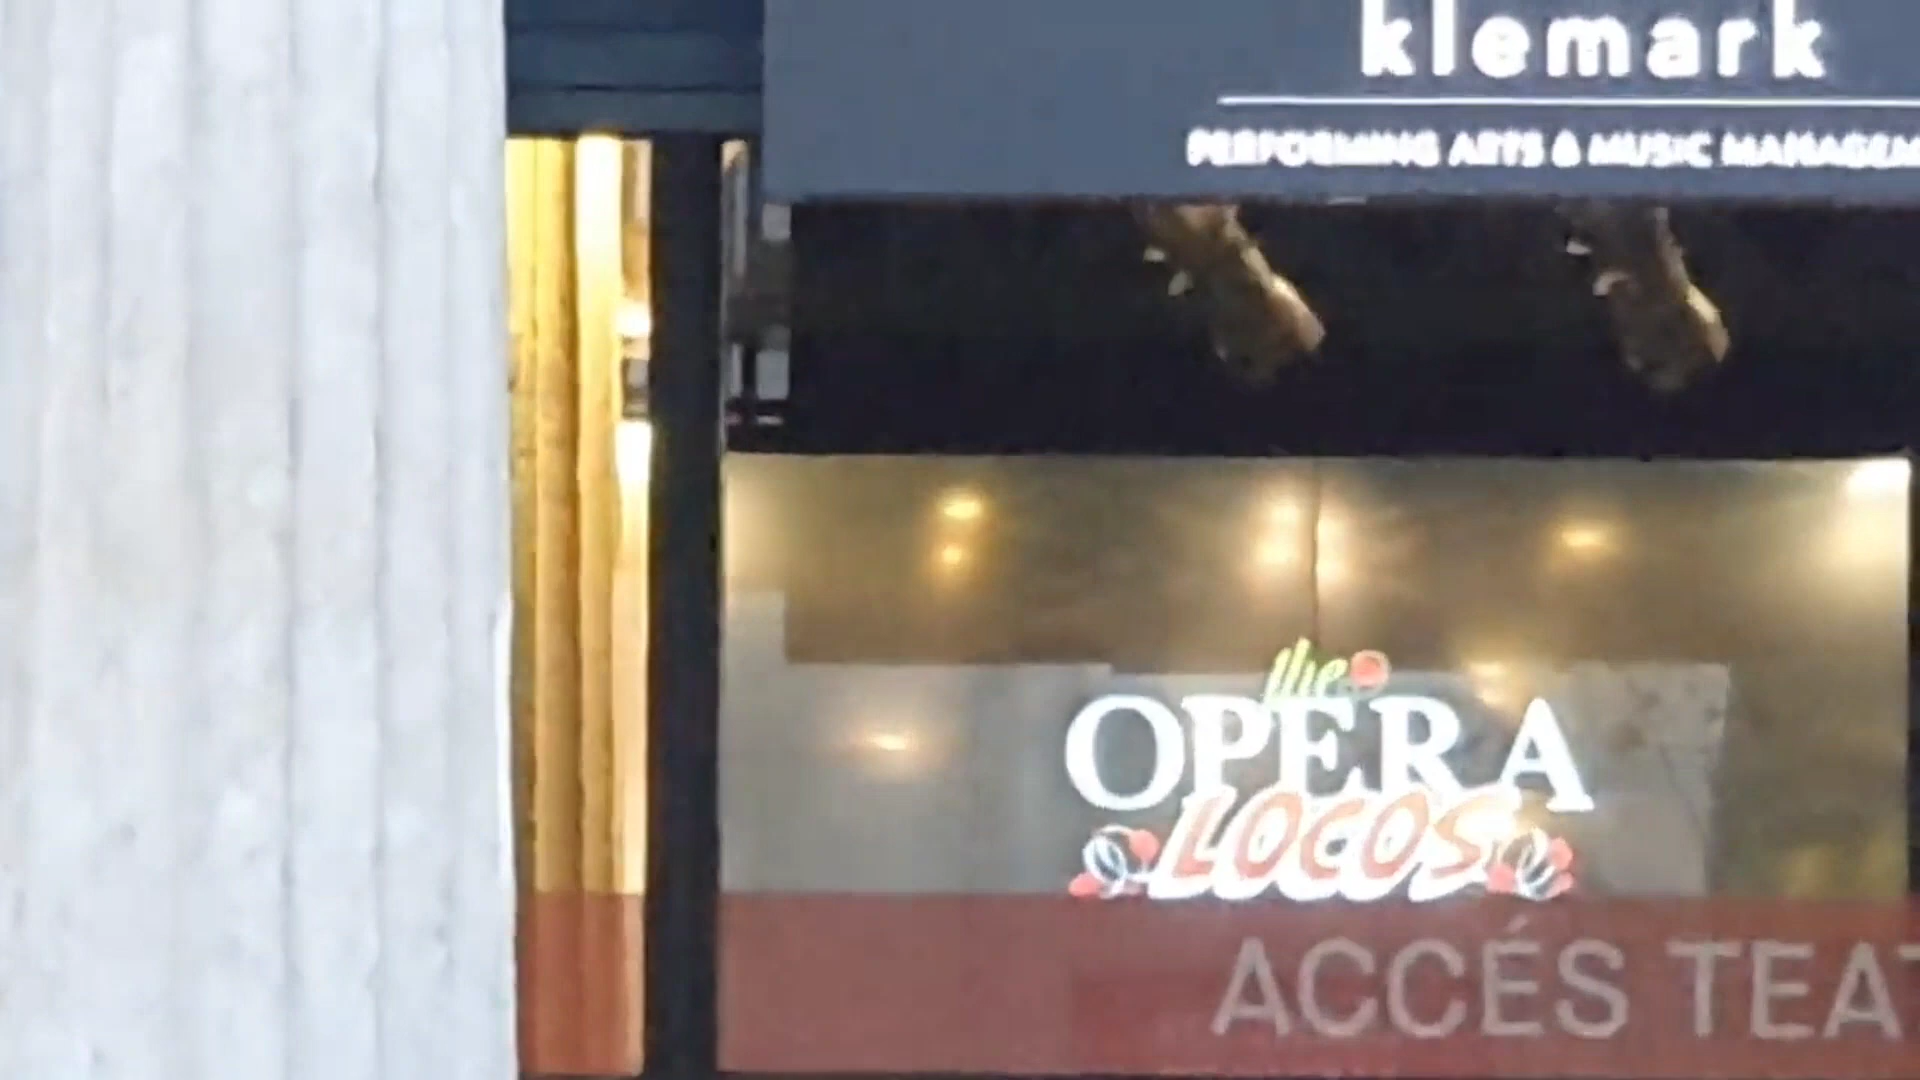 klemark
PERFORMING ARTS & MUSIC MANAGEM
the
OPERA
LOCOS
ACCÉS TEAT